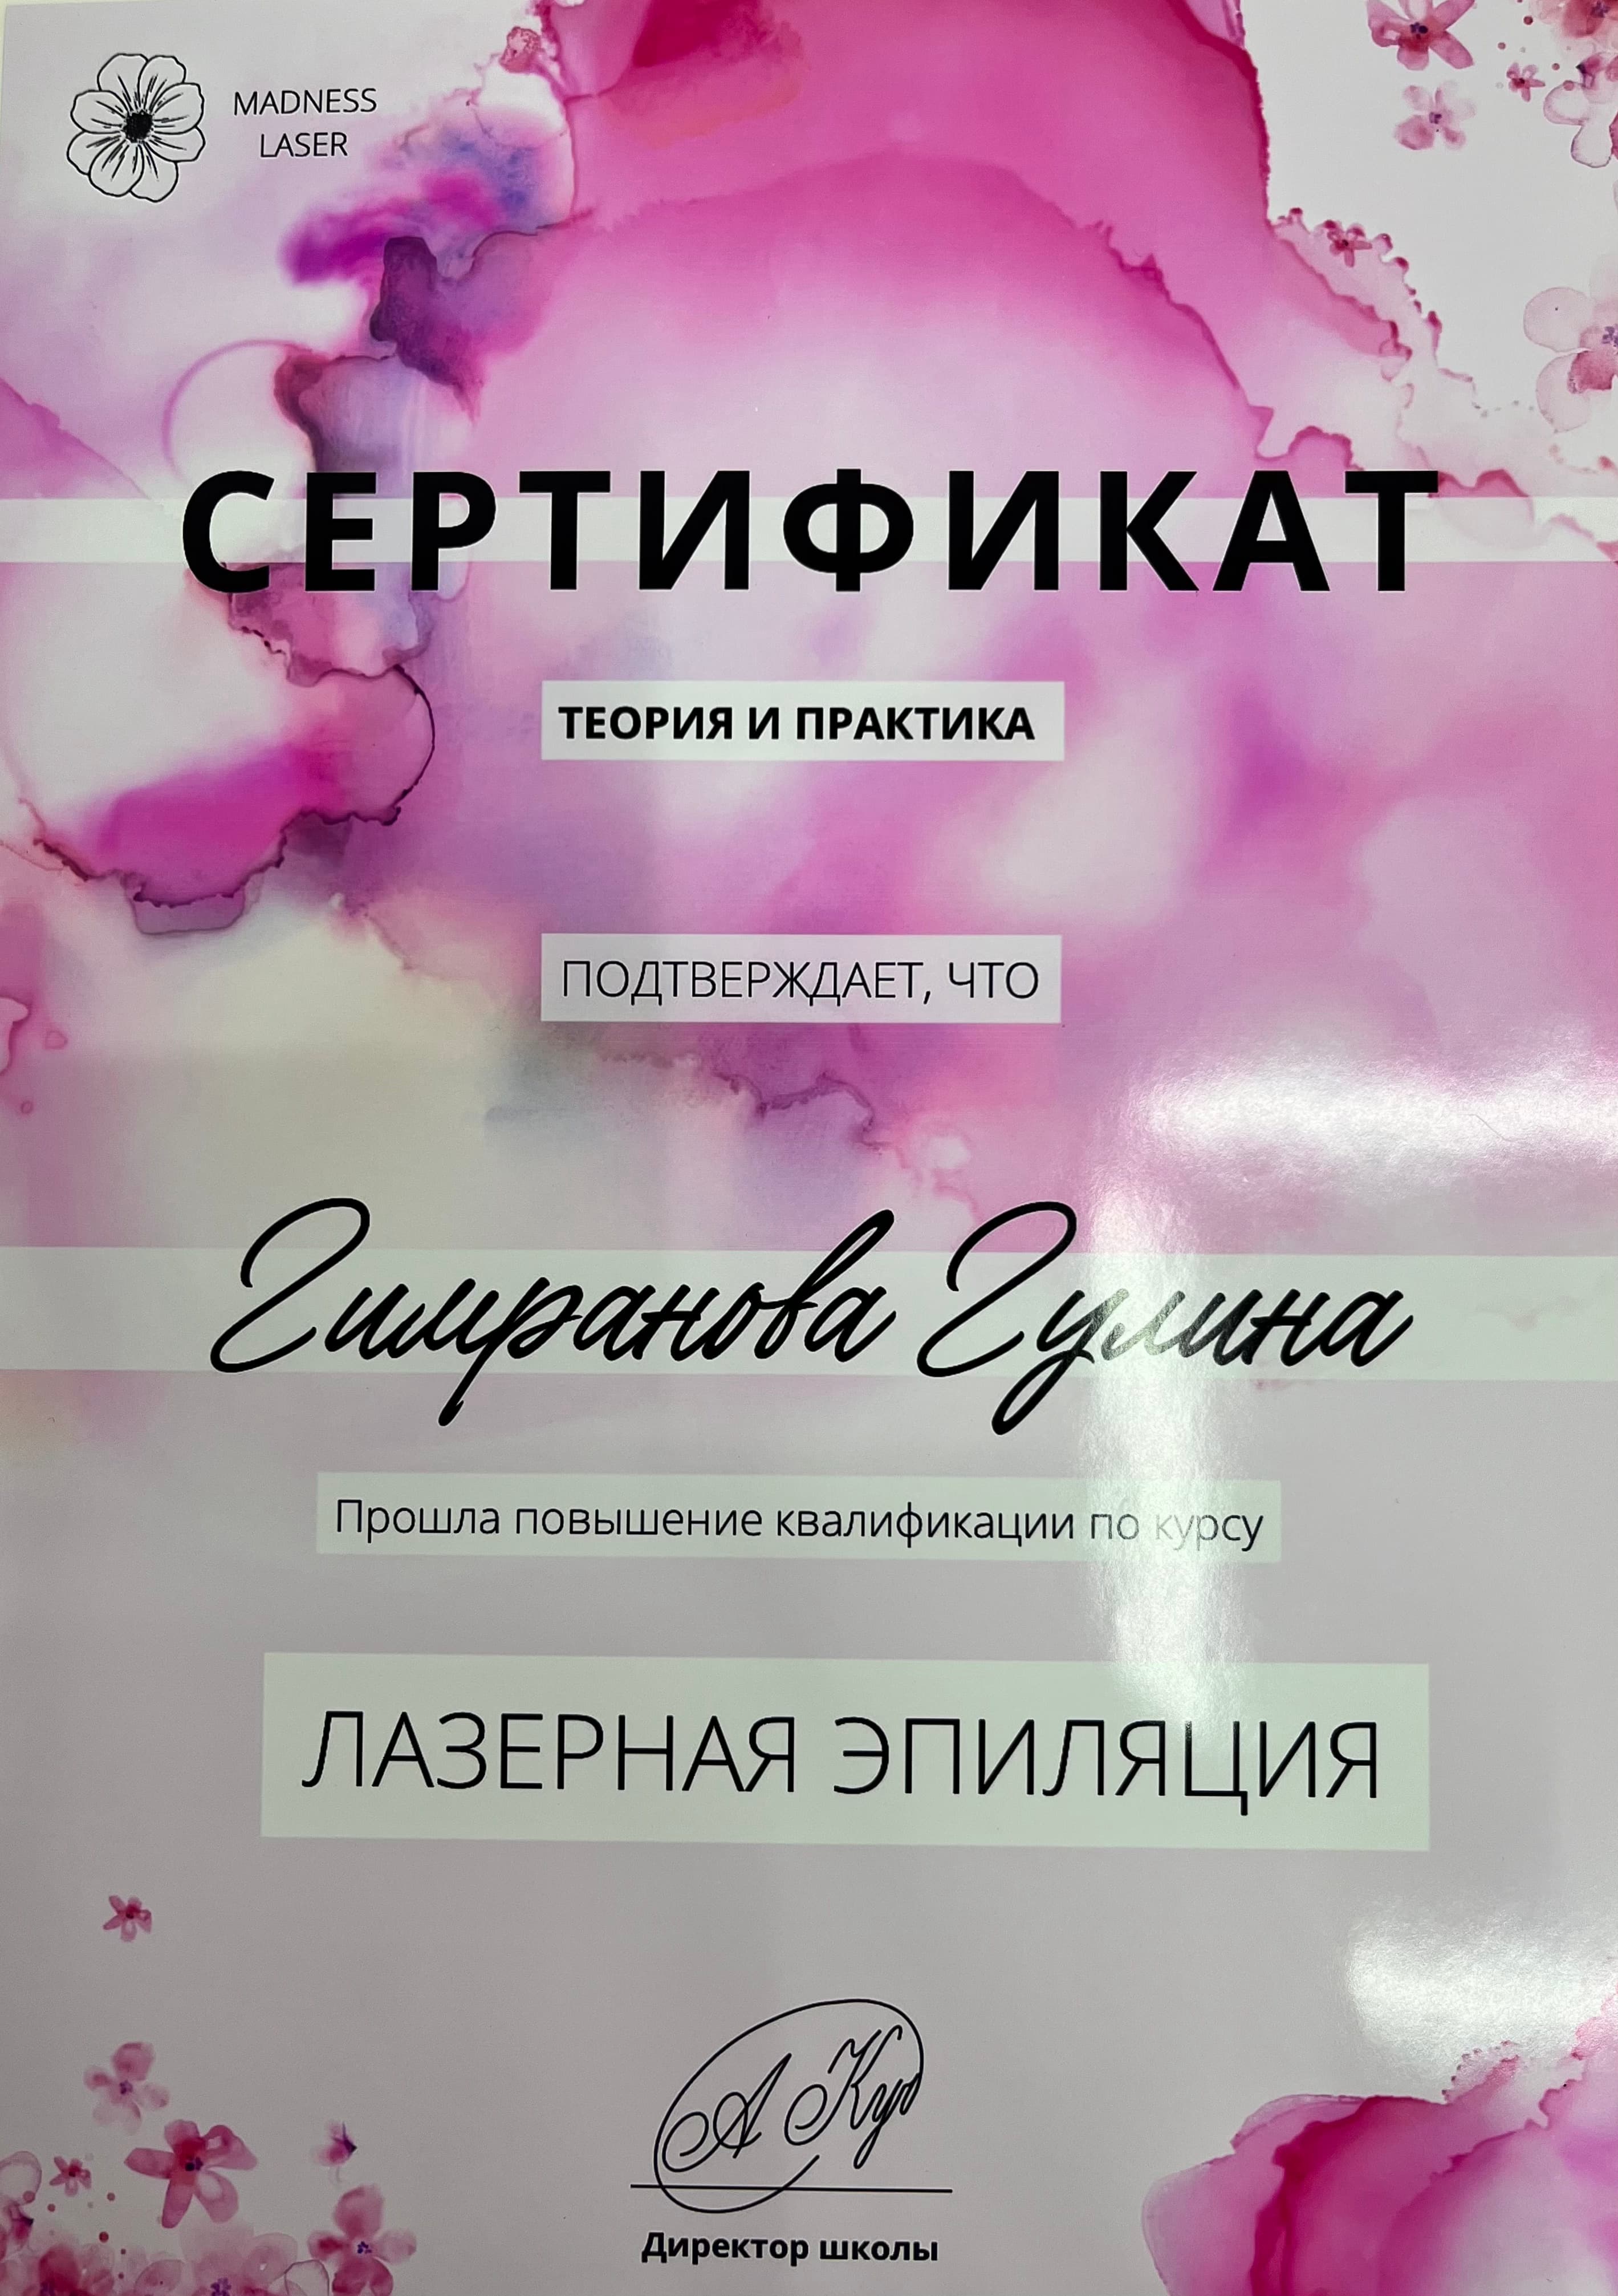 MADNESS
LASER
СЕРТИФИКАТ
ТЕОРИЯ И ПРАКТИКА
ПОДТВЕРЖДАЕТ, ЧТО
Гимранова Гулина
Прошла повышение квалификации по курсу
ЛАЗЕРНАЯ ЭПИЛЯЦИЯ
Директор школы